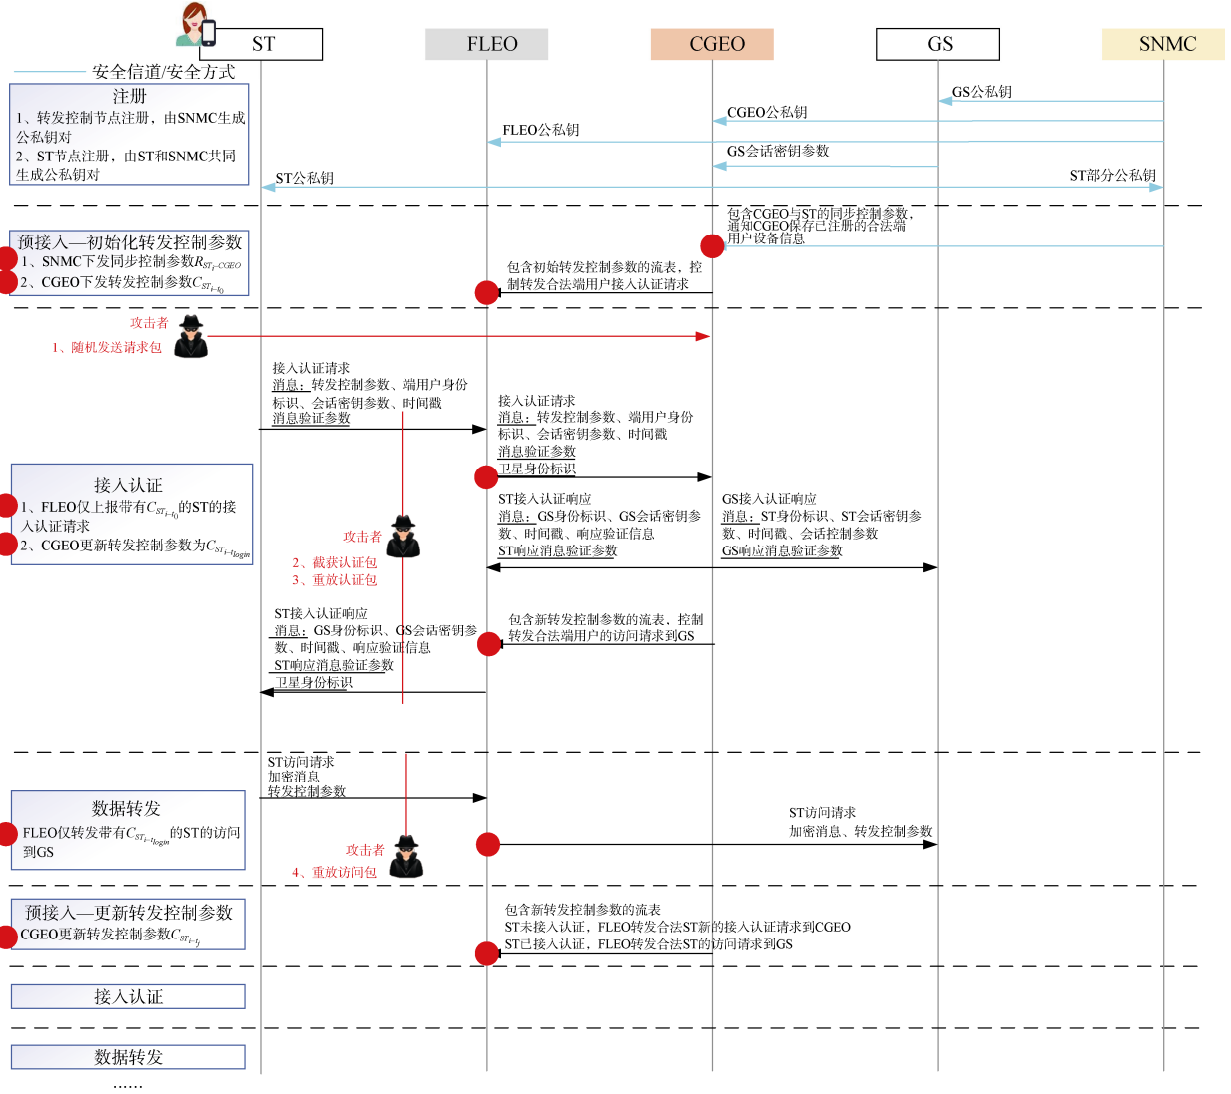 ST
FLEO
CGEO
GS
SNMC
安全信道/安全方式
注册
1、转发控制节点注册，由SNMC生成
公私钥对
2、ST节点注册，由ST和SNMC共同
生成公私钥对
GS公私钥
CGEO公私钥
FLEO公私钥
GS会话密钥参数
ST公私钥
ST部分公私钥
预接入—初始化转发控制参数
1、SNMC下发同步控制参数R_{ST_i-CGEO}
2、CGEO下发转发控制参数C_{ST_i-t_0}
包含CGEO与ST的同步控制参数，
通知CGEO保存已注册的合法端
用户设备信息
包含初始转发控制参数的流表，控
制转发合法端用户接入认证请求
攻击者
1、随机发送请求包
接入认证请求
消息：转发控制参数、端用户身份
标识、会话密钥参数、时间戳
消息验证参数
接入认证请求
消息：转发控制参数、端用户身份
标识、会话密钥参数、时间戳
消息验证参数
卫星身份标识
接入认证
1、FLEO仅上报带有C_{ST_i-t_0}的ST的接
入认证请求
2、CGEO更新转发控制参数为C_{ST_i-t_{login}}
ST接入认证响应
消息：GS身份标识、GS会话密钥参
数、时间戳、响应验证信息
ST响应消息验证参数
GS接入认证响应
消息：ST身份标识、ST会话密钥参
数、时间戳、会话控制参数
GS响应消息验证参数
攻击者
2、截获认证包
3、重放认证包
ST接入认证响应
消息：GS身份标识、GS会话密钥参
数、时间戳、响应验证信息
ST响应消息验证参数
卫星身份标识
包含新转发控制参数的流表，控制
转发合法端用户的访问请求到GS
ST访问请求
加密消息
转发控制参数
数据转发
FLEO仅转发带有C_{ST_i-t_{login}}的ST的访问
到GS
ST访问请求
加密消息、转发控制参数
攻击者
4、重放访问包
预接入—更新转发控制参数
CGEO更新转发控制参数C_{ST_i-t_j}
包含新转发控制参数的流表
ST未接入认证，FLEO转发合法ST新的接入认证请求到CGEO
ST已接入认证，FLEO转发合法ST的访问请求到GS
接入认证
数据转发
……